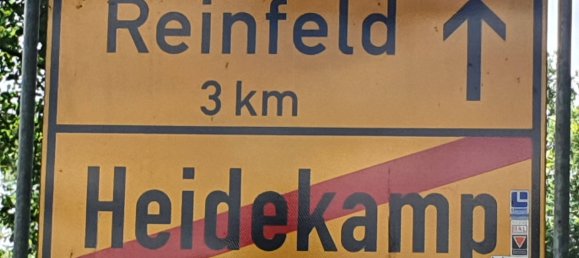 Reinfeld
3 km
Heidekamp